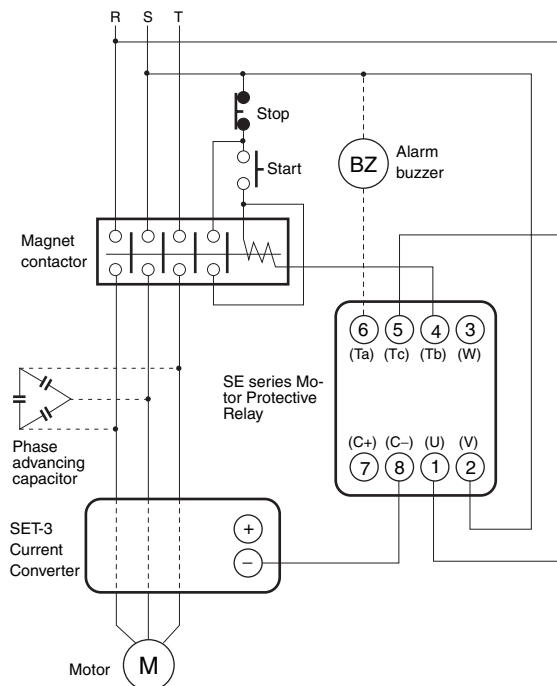 R S T
Stop
BZ
Alarm
buzzer
Start
Magnet
contactor
6 5 4 3
(Ta) (Tc) (Tb) (W)
SE series Mo-
tor Protective
Relay
Phase
advancing
capacitor
(C+) (C−) (U) (V)
7 8 1 2
SET-3
Current
Converter
+
−
Motor
M